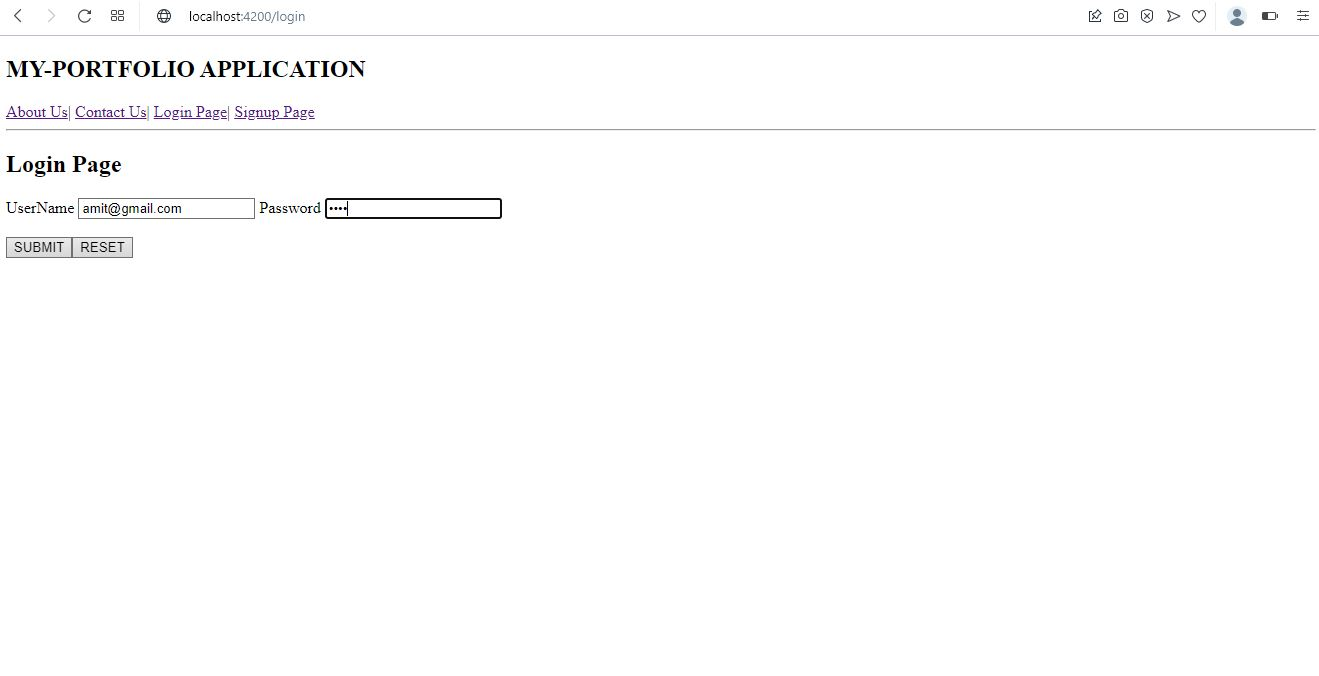 localhost:4200/login
MY-PORTFOLIO APPLICATION
About Us| Contact Us| Login Page| Signup Page
Login Page
UserName amit@gmail.com Password ••••
SUBMIT RESET